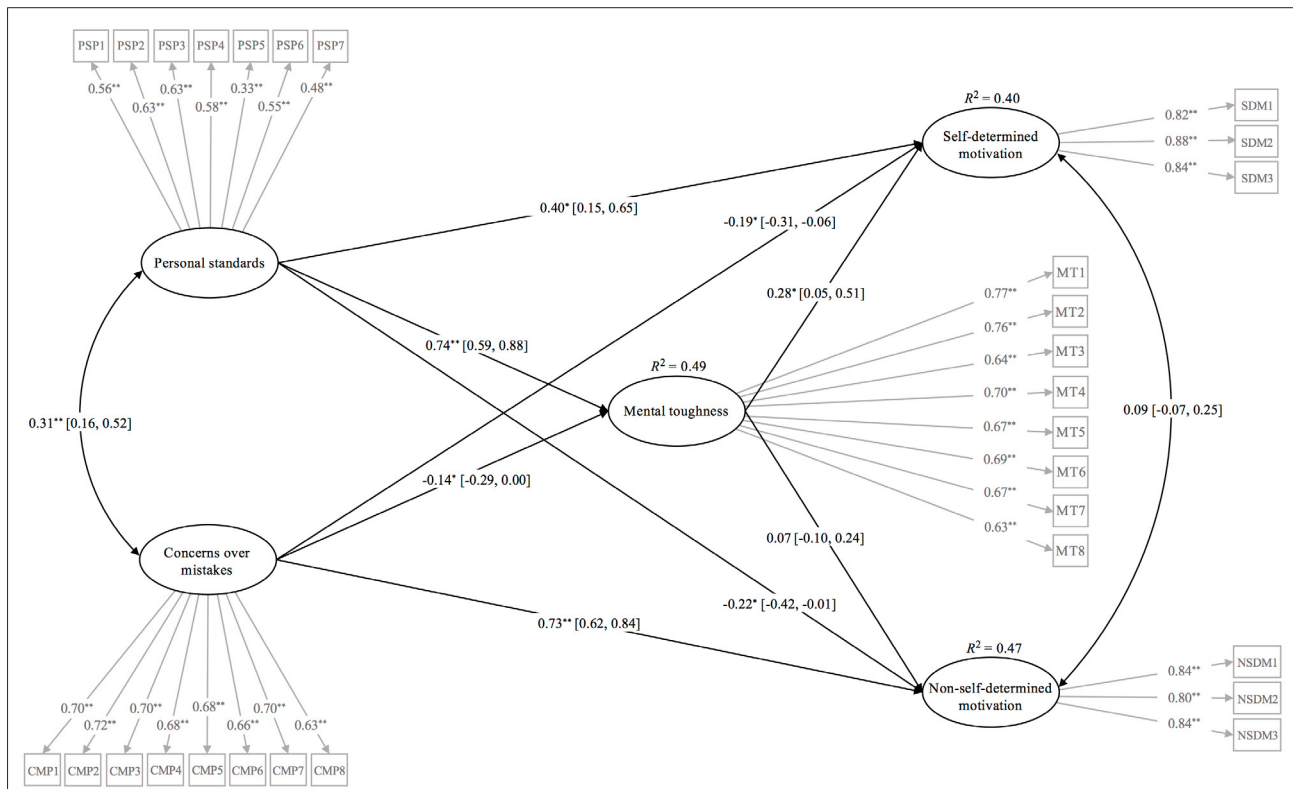 PSP1 PSP2 PSP3 PSP4 PSP5 PSP6 PSP7
0.56** 0.63** 0.63** 0.58** 0.33** 0.55** 0.48**
Personal standards
0.31** [0.16, 0.52]
Concerns over
mistakes
0.70** 0.72** 0.70** 0.68** 0.68** 0.66** 0.70** 0.63**
CMP1 CMP2 CMP3 CMP4 CMP5 CMP6 CMP7 CMP8
0.40* [0.15, 0.65]
-0.19* [-0.31, -0.06]
0.28* [0.05, 0.51]
0.74** [0.59, 0.88]
R² = 0.49
Mental toughness
-0.14* [-0.29, 0.00]
0.07 [-0.10, 0.24]
-0.22* [-0.42, -0.01]
0.73** [0.62, 0.84]
R² = 0.40
Self-determined
motivation
0.82** SDM1
0.88** SDM2
0.84** SDM3
0.77** MT1
0.76** MT2
0.64** MT3
0.70** MT4
0.67** MT5
0.69** MT6
0.67** MT7
0.63** MT8
0.09 [-0.07, 0.25]
R² = 0.47
Non-self-determined
motivation
0.84** NSDM1
0.80** NSDM2
0.84** NSDM3